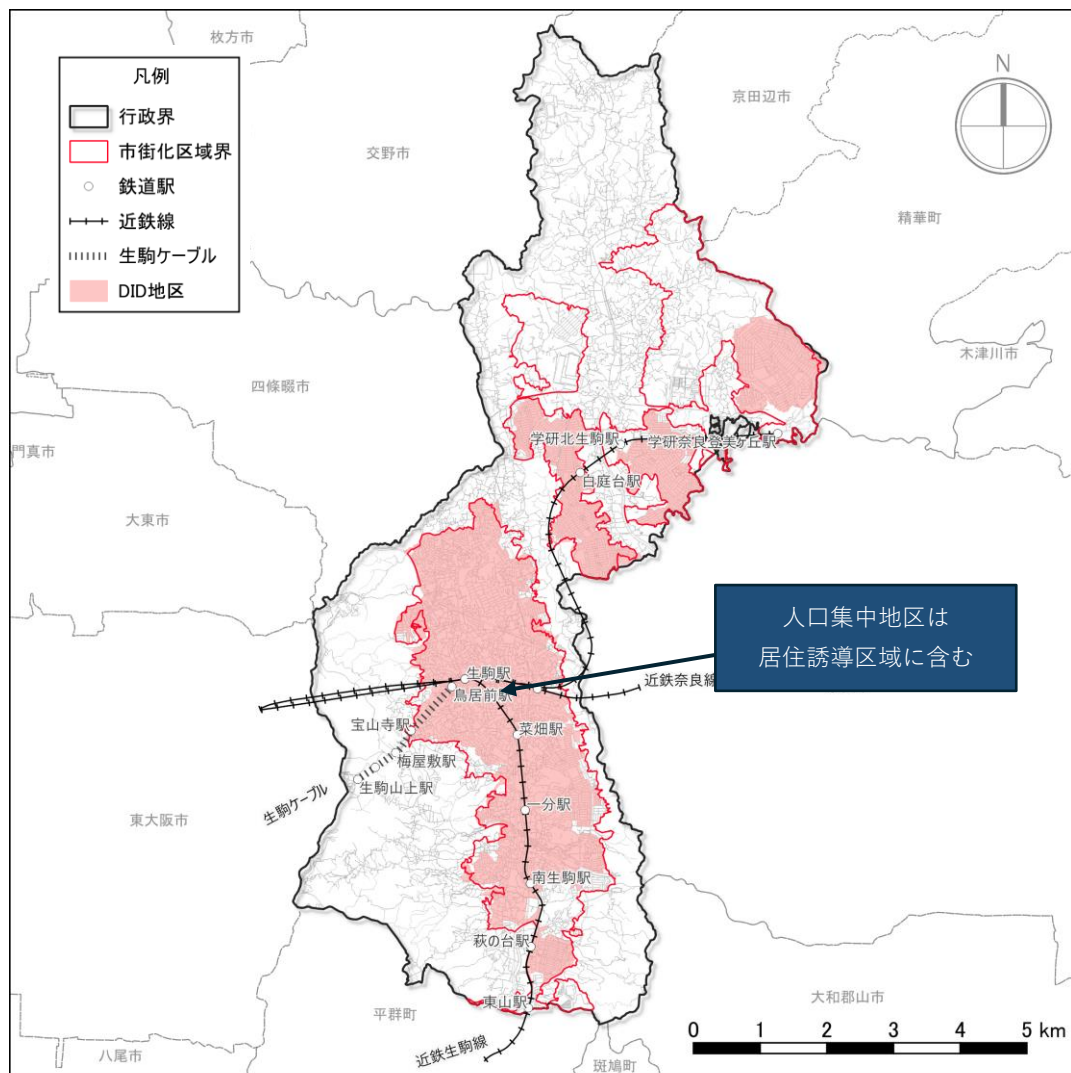 枚方市
凡例
行政界
市街化区域界
鉄道駅
近鉄線
生駒ケーブル
DID地区
N
京田辺市
交野市
精華町
木津川市
四條畷市
門真市
学研北生駒駅
学研奈良登美ヶ丘駅
白庭台駅
大東市
人口集中地区は
居住誘導区域に含む
生駒駅
近鉄奈良線
鳥居前駅
宝山寺駅
菜畑駅
梅屋敷駅
生駒山上駅
生駒ケーブル
一分駅
東大阪市
南生駒駅
萩の台駅
東山駅
平群町
大和郡山市
近鉄生駒線
八尾市
斑鳩町
0 1 2 3 4 5 km